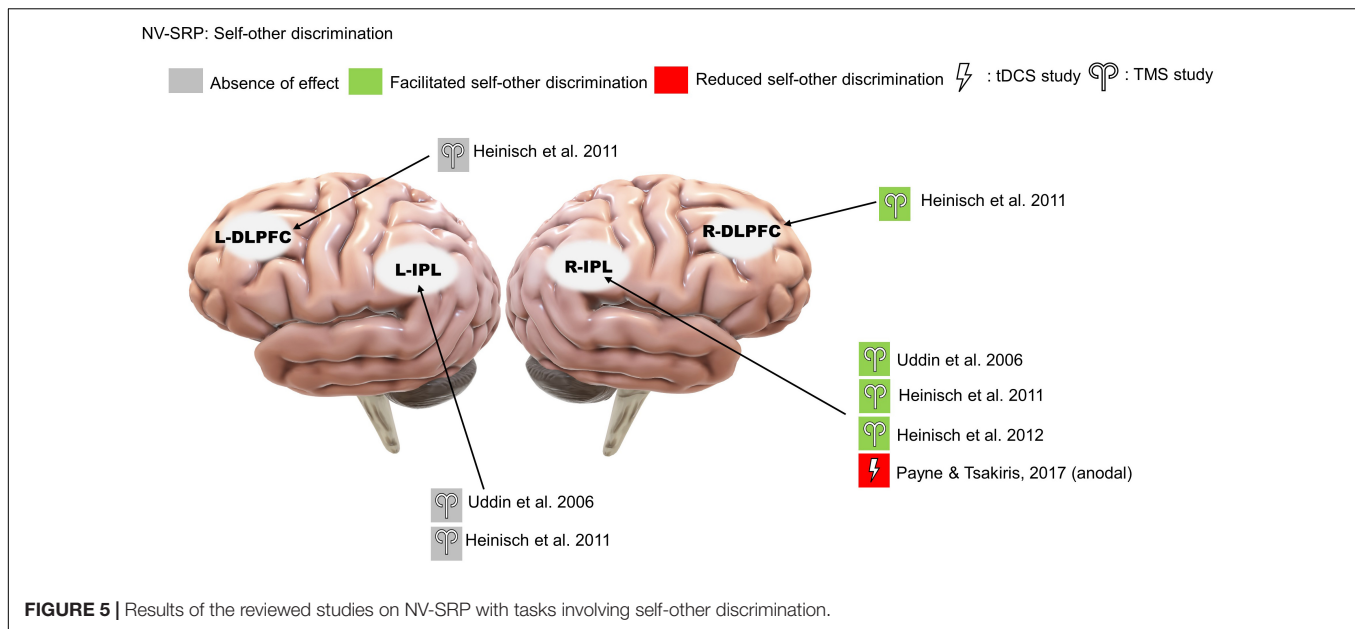 NV-SRP: Self-other discrimination
Absence of effect Facilitated self-other discrimination Reduced self-other discrimination : tDCS study : TMS study
Heinisch et al. 2011
Heinisch et al. 2011
L-DLPFC
R-DLPFC
L-IPL
R-IPL
Uddin et al. 2006
Heinisch et al. 2011
Heinisch et al. 2012
Payne & Tsakiris, 2017 (anodal)
Uddin et al. 2006
Heinisch et al. 2011
FIGURE 5 | Results of the reviewed studies on NV-SRP with tasks involving self-other discrimination.